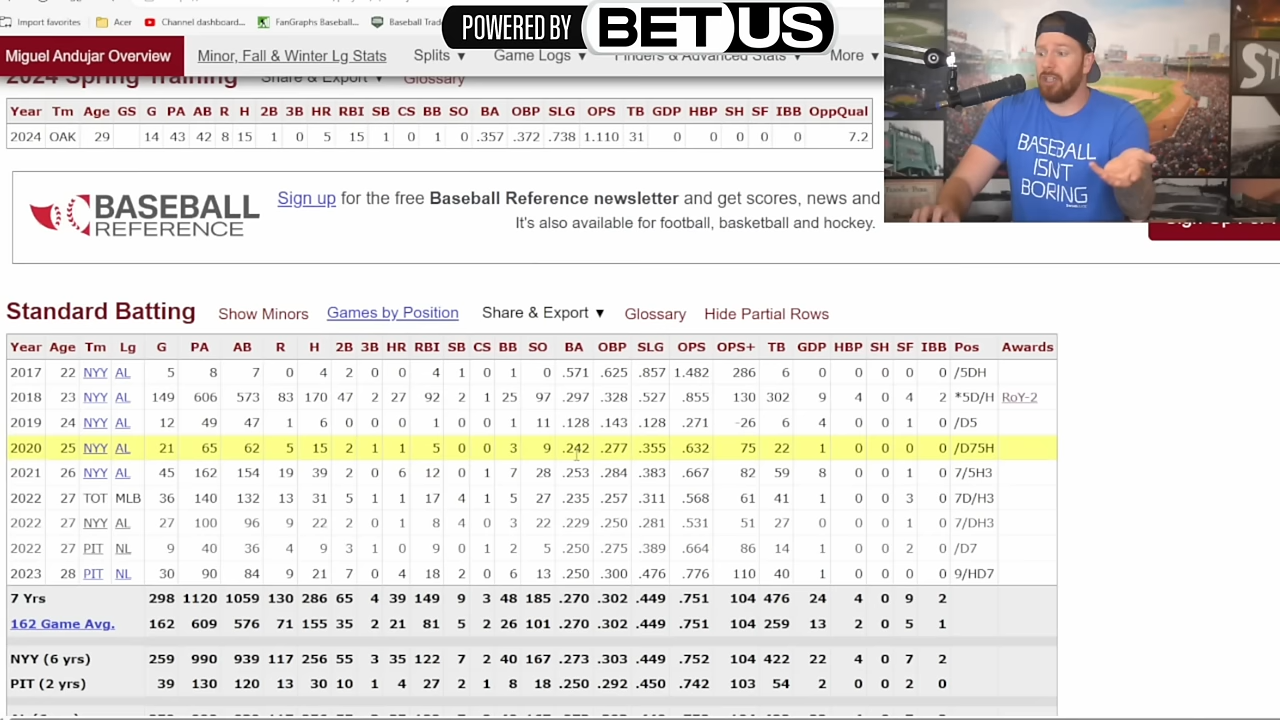 POWERED BY BETUS
Import favorites Acer Channel dashboard... FanGraphs Baseball... Baseball Trad
Miguel Andujar Overview Minor, Fall & Winter Lg Stats Splits ▼ Game Logs ▼ Finders & Advanced Stats ▼ More ▼
2024 Spring Training Share & Export ▼ Glossary
Year Tm Age GS G PA AB R H 2B 3B HR RBI SB CS BB SO BA OBP SLG OPS TB GDP HBP SH SF IBB OppQual
2024 OAK 29 14 43 42 8 15 1 0 5 15 1 0 1 0 .357 .372 .738 1.110 31 0 0 0 0 0 7.2
BASEBALL
ISNT
BORING
ST
BASEBALL
REFERENCE
Sign up for the free Baseball Reference newsletter and get scores, news and
It's also available for football, basketball and hockey.
Sign Up For
Standard Batting Show Minors Games by Position Share & Export ▼ Glossary Hide Partial Rows
Year Age Tm Lg G PA AB R H 2B 3B HR RBI SB CS BB SO BA OBP SLG OPS OPS+ TB GDP HBP SH SF IBB Pos Awards
2017 22 NYY AL 5 8 7 0 4 2 0 0 4 1 0 1 0 .571 .625 .857 1.482 286 6 0 0 0 0 0 /5DH
2018 23 NYY AL 149 606 573 83 170 47 2 27 92 2 1 25 97 .297 .328 .527 .855 130 302 9 4 0 4 2 *5D/H RoY-2
2019 24 NYY AL 12 49 47 1 6 0 0 0 1 0 0 1 11 .128 .143 .128 .271 -26 6 4 0 0 1 0 /D5
2020 25 NYY AL 21 65 62 5 15 2 1 1 5 0 0 3 9 .242 .277 .355 .632 75 22 1 0 0 0 0 /D75H
2021 26 NYY AL 45 162 154 19 39 2 0 6 12 0 1 7 28 .253 .284 .383 .667 82 59 8 0 0 1 0 7/5H3
2022 27 TOT MLB 36 140 132 13 31 5 1 1 17 4 1 5 27 .235 .257 .311 .568 61 41 1 0 0 3 0 7D/H3
2022 27 NYY AL 27 100 96 9 22 2 0 1 8 4 0 3 22 .229 .250 .281 .531 51 27 0 0 0 1 0 7/DH3
2022 27 PIT NL 9 40 36 4 9 3 1 0 9 0 1 2 5 .250 .275 .389 .664 86 14 1 0 0 2 0 /D7
2023 28 PIT NL 30 90 84 9 21 7 0 4 18 2 0 6 13 .250 .300 .476 .776 110 40 1 0 0 0 0 9/HD7
7 Yrs 298 1120 1059 130 286 65 4 39 149 9 3 48 185 .270 .302 .449 .751 104 476 24 4 0 9 2
162 Game Avg. 162 609 576 71 155 35 2 21 81 5 2 26 101 .270 .302 .449 .751 104 259 13 2 0 5 1
NYY (6 yrs) 259 990 939 117 256 55 3 35 122 7 2 40 167 .273 .303 .449 .752 104 422 22 4 0 7 2
PIT (2 yrs) 39 130 120 13 30 10 1 4 27 2 1 8 18 .250 .292 .450 .742 103 54 2 0 0 2 0